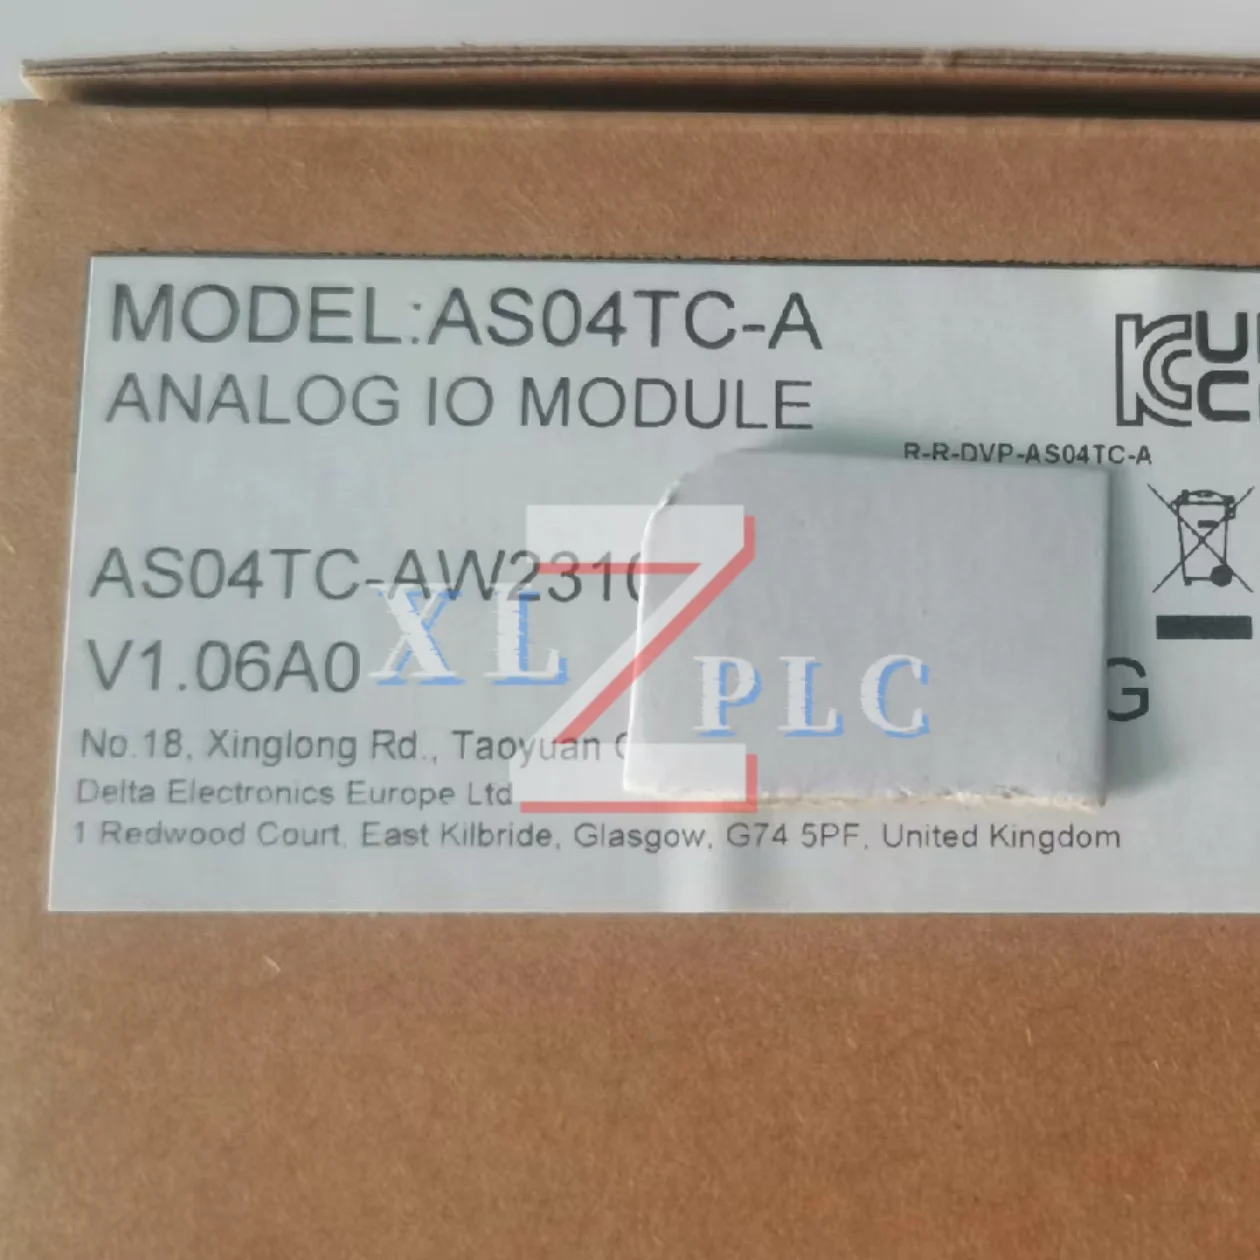 MODEL:AS04TC-A
ANALOG IO MODULE
R-R-DVP-AS04TC-A
AS04TC-AW231
V1.06A0
G
XL Z PLC
No.18, Xinglong Rd., Taoyuan
Delta Electronics Europe Ltd
1 Redwood Court, East Kilbride, Glasgow, G74 5PF, United Kingdom